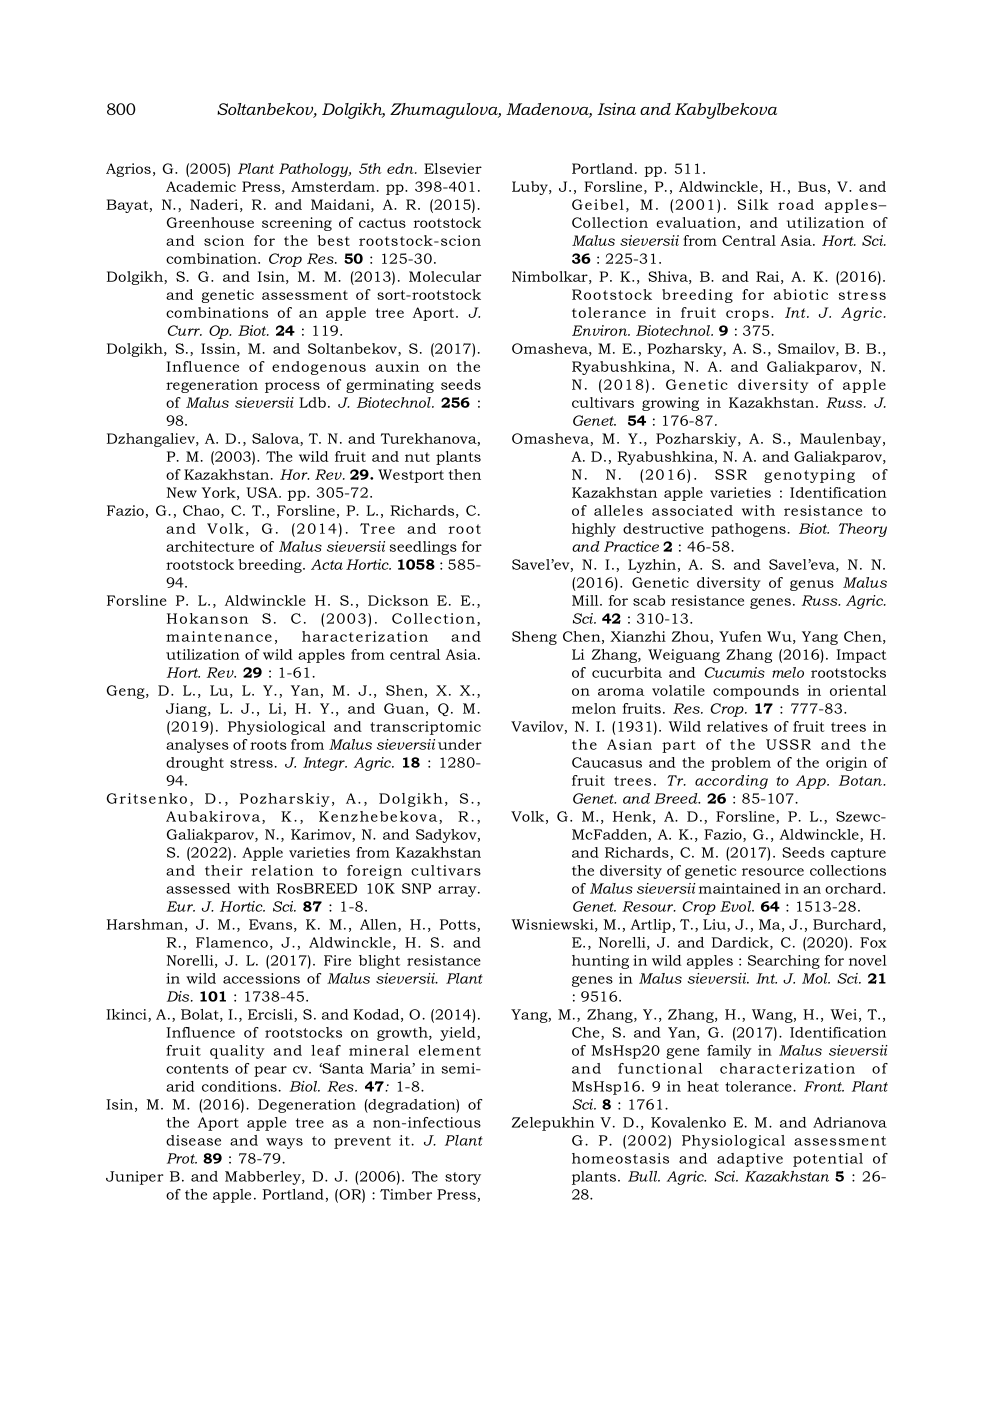 800 Soltanbekov, Dolgikh, Zhumagulova, Madenova, Isina and Kabylbekova
Agrios, G. (2005) Plant Pathology, 5th edn. Elsevier
Academic Press, Amsterdam. pp. 398-401.
Bayat, N., Naderi, R. and Maidani, A. R. (2015).
Greenhouse screening of cactus rootstock
and scion for the best rootstock-scion
combination. Crop Res. 50 : 125-30.
Dolgikh, S. G. and Isin, M. M. (2013). Molecular
and genetic assessment of sort-rootstock
combinations of an apple tree Aport. J.
Curr. Op. Biot. 24 : 119.
Dolgikh, S., Issin, M. and Soltanbekov, S. (2017).
Influence of endogenous auxin on the
regeneration process of germinating seeds
of Malus sieversii Ldb. J. Biotechnol. 256 :
98.
Dzhangaliev, A. D., Salova, T. N. and Turekhanova,
P. M. (2003). The wild fruit and nut plants
of Kazakhstan. Hor. Rev. 29. Westport then
New York, USA. pp. 305-72.
Fazio, G., Chao, C. T., Forsline, P. L., Richards, C.
and Volk, G. (2014). Tree and root
architecture of Malus sieversii seedlings for
rootstock breeding. Acta Hortic. 1058 : 585-
94.
Forsline P. L., Aldwinckle H. S., Dickson E. E.,
Hokanson S. C. (2003). Collection,
maintenance, haracterization and
utilization of wild apples from central Asia.
Hort. Rev. 29 : 1-61.
Geng, D. L., Lu, L. Y., Yan, M. J., Shen, X. X.,
Jiang, L. J., Li, H. Y., and Guan, Q. M.
(2019). Physiological and transcriptomic
analyses of roots from Malus sieversii under
drought stress. J. Integr. Agric. 18 : 1280-
94.
Gritsenko, D., Pozharskiy, A., Dolgikh, S.,
Aubakirova, K., Kenzhebekova, R.,
Galiakparov, N., Karimov, N. and Sadykov,
S. (2022). Apple varieties from Kazakhstan
and their relation to foreign cultivars
assessed with RosBREED 10K SNP array.
Eur. J. Hortic. Sci. 87 : 1-8.
Harshman, J. M., Evans, K. M., Allen, H., Potts,
R., Flamenco, J., Aldwinckle, H. S. and
Norelli, J. L. (2017). Fire blight resistance
in wild accessions of Malus sieversii. Plant
Dis. 101 : 1738-45.
Ikinci, A., Bolat, I., Ercisli, S. and Kodad, O. (2014).
Influence of rootstocks on growth, yield,
fruit quality and leaf mineral element
contents of pear cv. ‘Santa Maria’ in semi-
arid conditions. Biol. Res. 47: 1-8.
Isin, M. M. (2016). Degeneration (degradation) of
the Aport apple tree as a non-infectious
disease and ways to prevent it. J. Plant
Prot. 89 : 78-79.
Juniper B. and Mabberley, D. J. (2006). The story
of the apple. Portland, (OR) : Timber Press,
Portland. pp. 511.
Luby, J., Forsline, P., Aldwinckle, H., Bus, V. and
Geibel, M. (2001). Silk road apples–
Collection evaluation, and utilization of
Malus sieversii from Central Asia. Hort. Sci.
36 : 225-31.
Nimbolkar, P. K., Shiva, B. and Rai, A. K. (2016).
Rootstock breeding for abiotic stress
tolerance in fruit crops. Int. J. Agric.
Environ. Biotechnol. 9 : 375.
Omasheva, M. E., Pozharsky, A. S., Smailov, B. B.,
Ryabushkina, N. A. and Galiakparov, N.
N. (2018). Genetic diversity of apple
cultivars growing in Kazakhstan. Russ. J.
Genet. 54 : 176-87.
Omasheva, M. Y., Pozharskiy, A. S., Maulenbay,
A. D., Ryabushkina, N. A. and Galiakparov,
N. N. (2016). SSR genotyping of
Kazakhstan apple varieties : Identification
of alleles associated with resistance to
highly destructive pathogens. Biot. Theory
and Practice 2 : 46-58.
Savel’ev, N. I., Lyzhin, A. S. and Savel’eva, N. N.
(2016). Genetic diversity of genus Malus
Mill. for scab resistance genes. Russ. Agric.
Sci. 42 : 310-13.
Sheng Chen, Xianzhi Zhou, Yufen Wu, Yang Chen,
Li Zhang, Weiguang Zhang (2016). Impact
of cucurbita and Cucumis melo rootstocks
on aroma volatile compounds in oriental
melon fruits. Res. Crop. 17 : 777-83.
Vavilov, N. I. (1931). Wild relatives of fruit trees in
the Asian part of the USSR and the
Caucasus and the problem of the origin of
fruit trees. Tr. according to App. Botan.
Genet. and Breed. 26 : 85-107.
Volk, G. M., Henk, A. D., Forsline, P. L., Szewc-
McFadden, A. K., Fazio, G., Aldwinckle, H.
and Richards, C. M. (2017). Seeds capture
the diversity of genetic resource collections
of Malus sieversii maintained in an orchard.
Genet. Resour. Crop Evol. 64 : 1513-28.
Wisniewski, M., Artlip, T., Liu, J., Ma, J., Burchard,
E., Norelli, J. and Dardick, C. (2020). Fox
hunting in wild apples : Searching for novel
genes in Malus sieversii. Int. J. Mol. Sci. 21
: 9516.
Yang, M., Zhang, Y., Zhang, H., Wang, H., Wei, T.,
Che, S. and Yan, G. (2017). Identification
of MsHsp20 gene family in Malus sieversii
and functional characterization of
MsHsp16. 9 in heat tolerance. Front. Plant
Sci. 8 : 1761.
Zelepukhin V. D., Kovalenko E. M. and Adrianova
G. P. (2002) Physiological assessment
homeostasis and adaptive potential of
plants. Bull. Agric. Sci. Kazakhstan 5 : 26-
28.